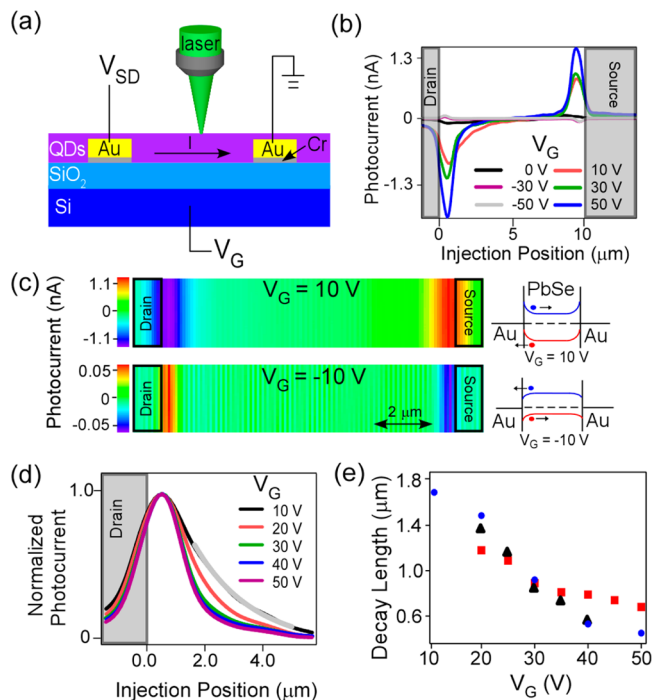 (a)
laser
V_SD
QDs
Au
I
Au
Cr
SiO₂
Si
V_G
(b)
Photocurrent (nA)
1.3
0
-1.3
Drain
Source
V_G
0 V
10 V
-30 V
30 V
-50 V
50 V
0
5
10
Injection Position (μm)
(c)
Photocurrent (nA)
1.1
0
-1.1
Drain
V_G = 10 V
Source
0.05
0
-0.05
Drain
V_G = -10 V
2 μm
Source
PbSe
Au
Au
V_G = 10 V
Au
Au
V_G = -10 V
(d)
Normalized
Photocurrent
1.0
0
Drain
V_G
10 V
20 V
30 V
40 V
50 V
0.0
2.0
4.0
Injection Position (μm)
(e)
Decay Length (μm)
1.8
1.4
1.0
0.6
10
20
30
40
50
V_G (V)